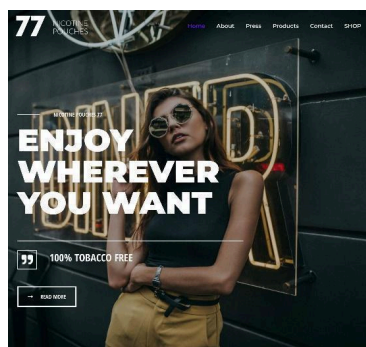 77 NICOTINE
POUCHES
Home About Press Products Contact SHOP
NICOTINE POUCHES 77
ENJOY
WHEREVER
YOU WANT
100% TOBACCO FREE
→ READ MORE